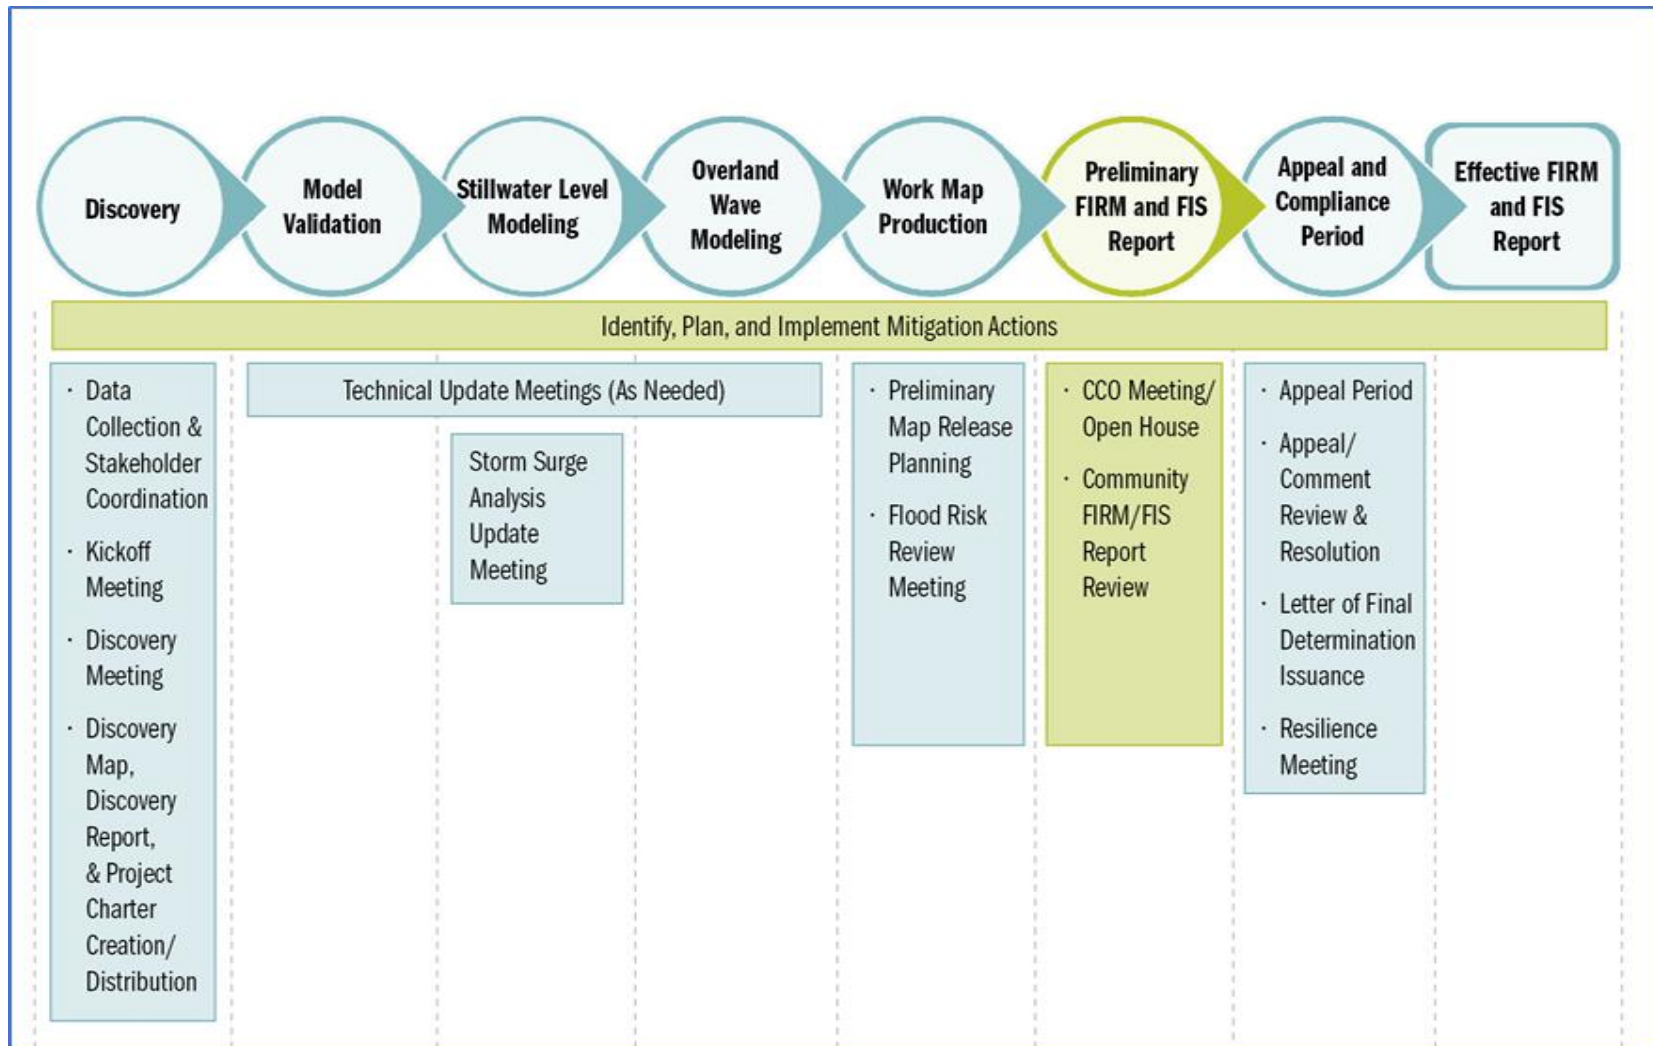 Discovery
Model
Validation
Stillwater Level
Modeling
Overland
Wave
Modeling
Work Map
Production
Preliminary
FIRM and FIS
Report
Appeal and
Compliance
Period
Effective FIRM
and FIS
Report
Identify, Plan, and Implement Mitigation Actions
· Data
Collection &
Stakeholder
Coordination
· Kickoff
Meeting
· Discovery
Meeting
· Discovery
Map,
Discovery
Report,
& Project
Charter
Creation/
Distribution
Technical Update Meetings (As Needed)
Storm Surge
Analysis
Update
Meeting
· Preliminary
Map Release
Planning
· Flood Risk
Review
Meeting
· CCO Meeting/
Open House
· Community
FIRM/FIS
Report
Review
· Appeal Period
· Appeal/
Comment
Review &
Resolution
· Letter of Final
Determination
Issuance
· Resilience
Meeting